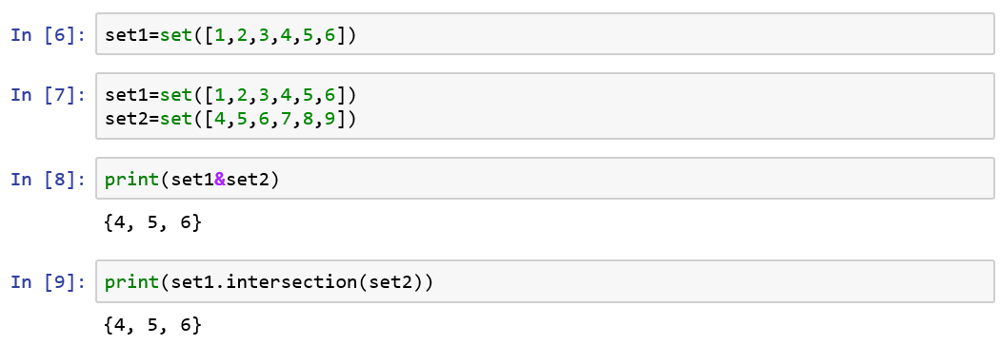 In [6]: set1=set([1,2,3,4,5,6])
In [7]: set1=set([1,2,3,4,5,6])
set2=set([4,5,6,7,8,9])
In [8]: print(set1&set2)
{4, 5, 6}
In [9]: print(set1.intersection(set2))
{4, 5, 6}